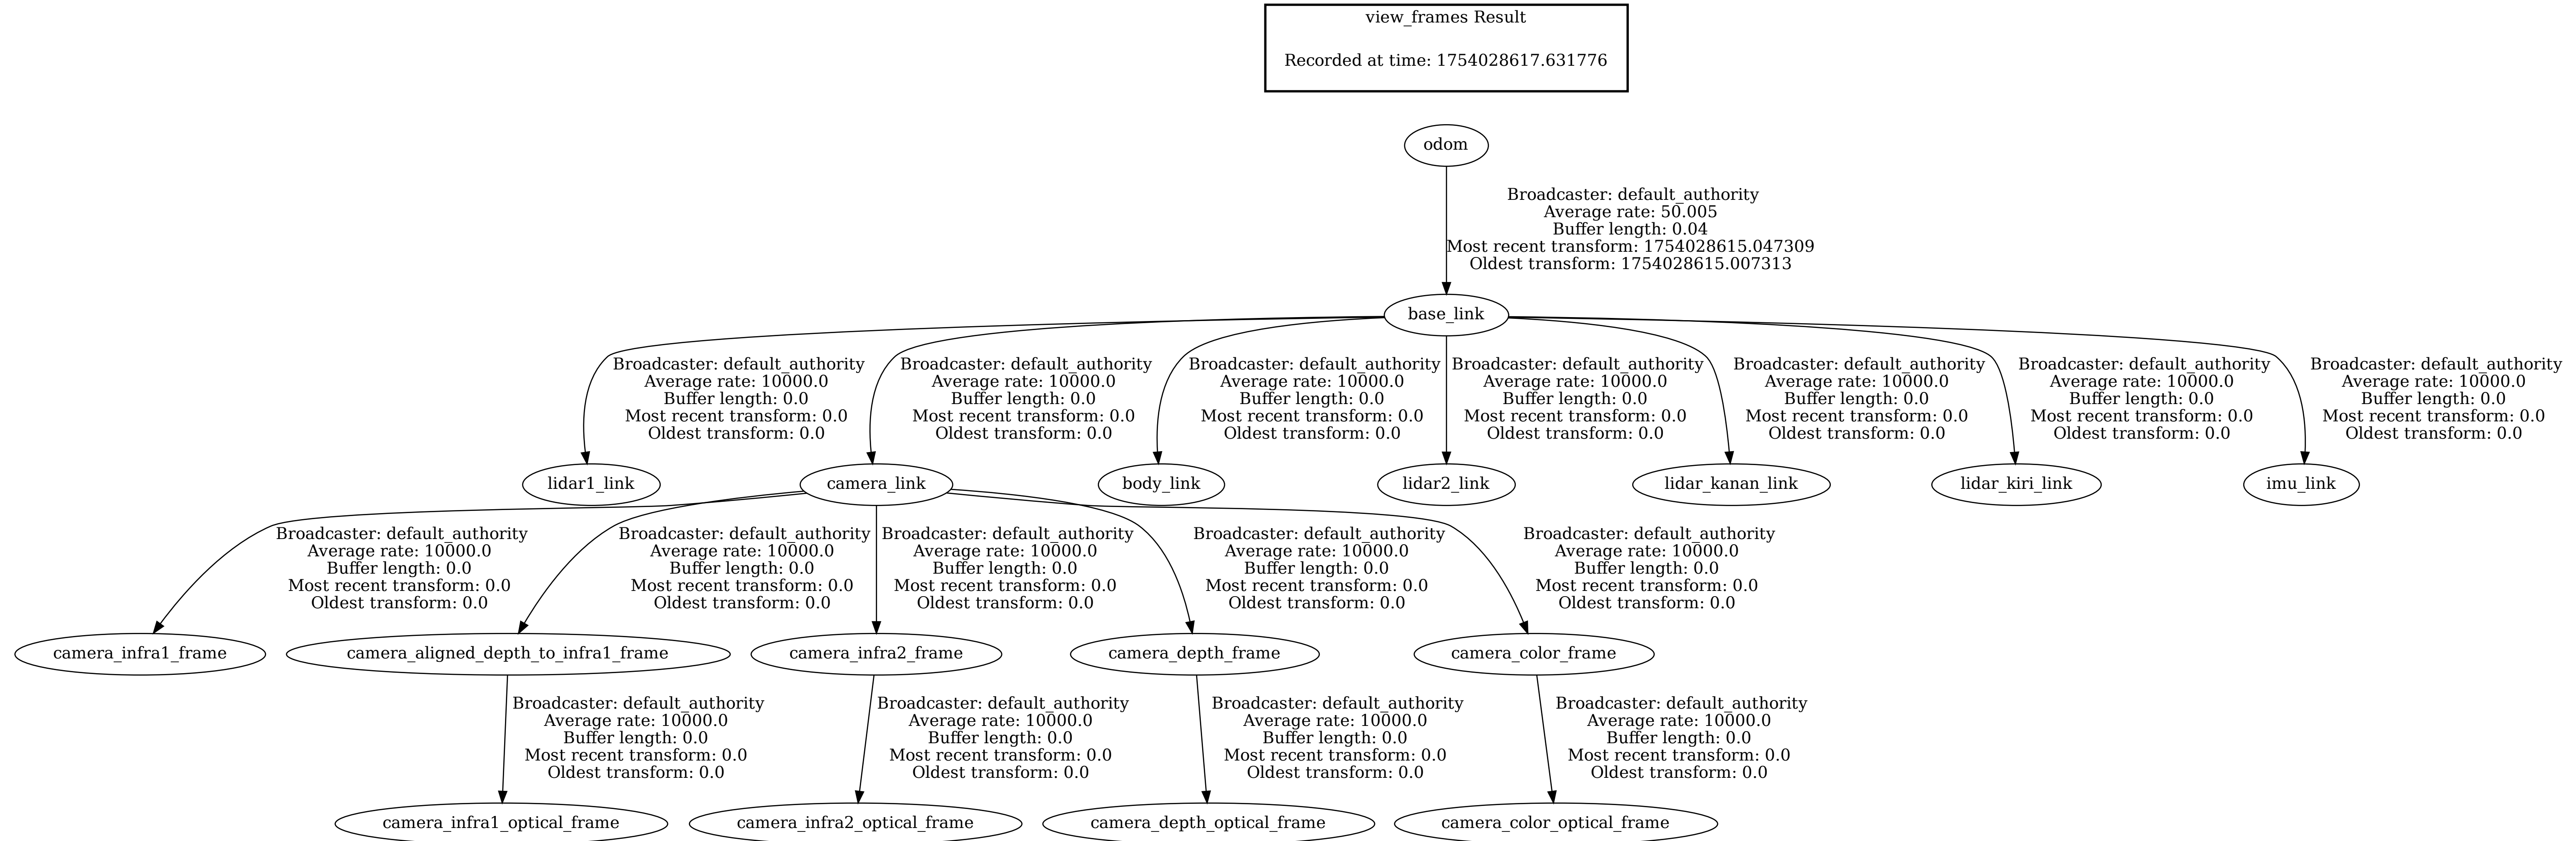 view_frames Result
Recorded at time: 1754028617.631776
odom
Broadcaster: default_authority
Average rate: 50.005
Buffer length: 0.04
Most recent transform: 1754028615.047309
Oldest transform: 1754028615.007313
base_link
Broadcaster: default_authority
Average rate: 10000.0
Buffer length: 0.0
Most recent transform: 0.0
Oldest transform: 0.0
Broadcaster: default_authority
Average rate: 10000.0
Buffer length: 0.0
Most recent transform: 0.0
Oldest transform: 0.0
Broadcaster: default_authority
Average rate: 10000.0
Buffer length: 0.0
Most recent transform: 0.0
Oldest transform: 0.0
Broadcaster: default_authority
Average rate: 10000.0
Buffer length: 0.0
Most recent transform: 0.0
Oldest transform: 0.0
Broadcaster: default_authority
Average rate: 10000.0
Buffer length: 0.0
Most recent transform: 0.0
Oldest transform: 0.0
Broadcaster: default_authority
Average rate: 10000.0
Buffer length: 0.0
Most recent transform: 0.0
Oldest transform: 0.0
Broadcaster: default_authority
Average rate: 10000.0
Buffer length: 0.0
Most recent transform: 0.0
Oldest transform: 0.0
lidar1_link
camera_link
body_link
lidar2_link
lidar_kanan_link
lidar_kiri_link
imu_link
Broadcaster: default_authority
Average rate: 10000.0
Buffer length: 0.0
Most recent transform: 0.0
Oldest transform: 0.0
Broadcaster: default_authority
Average rate: 10000.0
Buffer length: 0.0
Most recent transform: 0.0
Oldest transform: 0.0
Broadcaster: default_authority
Average rate: 10000.0
Buffer length: 0.0
Most recent transform: 0.0
Oldest transform: 0.0
Broadcaster: default_authority
Average rate: 10000.0
Buffer length: 0.0
Most recent transform: 0.0
Oldest transform: 0.0
Broadcaster: default_authority
Average rate: 10000.0
Buffer length: 0.0
Most recent transform: 0.0
Oldest transform: 0.0
camera_infra1_frame
camera_aligned_depth_to_infra1_frame
camera_infra2_frame
camera_depth_frame
camera_color_frame
Broadcaster: default_authority
Average rate: 10000.0
Buffer length: 0.0
Most recent transform: 0.0
Oldest transform: 0.0
Broadcaster: default_authority
Average rate: 10000.0
Buffer length: 0.0
Most recent transform: 0.0
Oldest transform: 0.0
Broadcaster: default_authority
Average rate: 10000.0
Buffer length: 0.0
Most recent transform: 0.0
Oldest transform: 0.0
Broadcaster: default_authority
Average rate: 10000.0
Buffer length: 0.0
Most recent transform: 0.0
Oldest transform: 0.0
camera_infra1_optical_frame
camera_infra2_optical_frame
camera_depth_optical_frame
camera_color_optical_frame